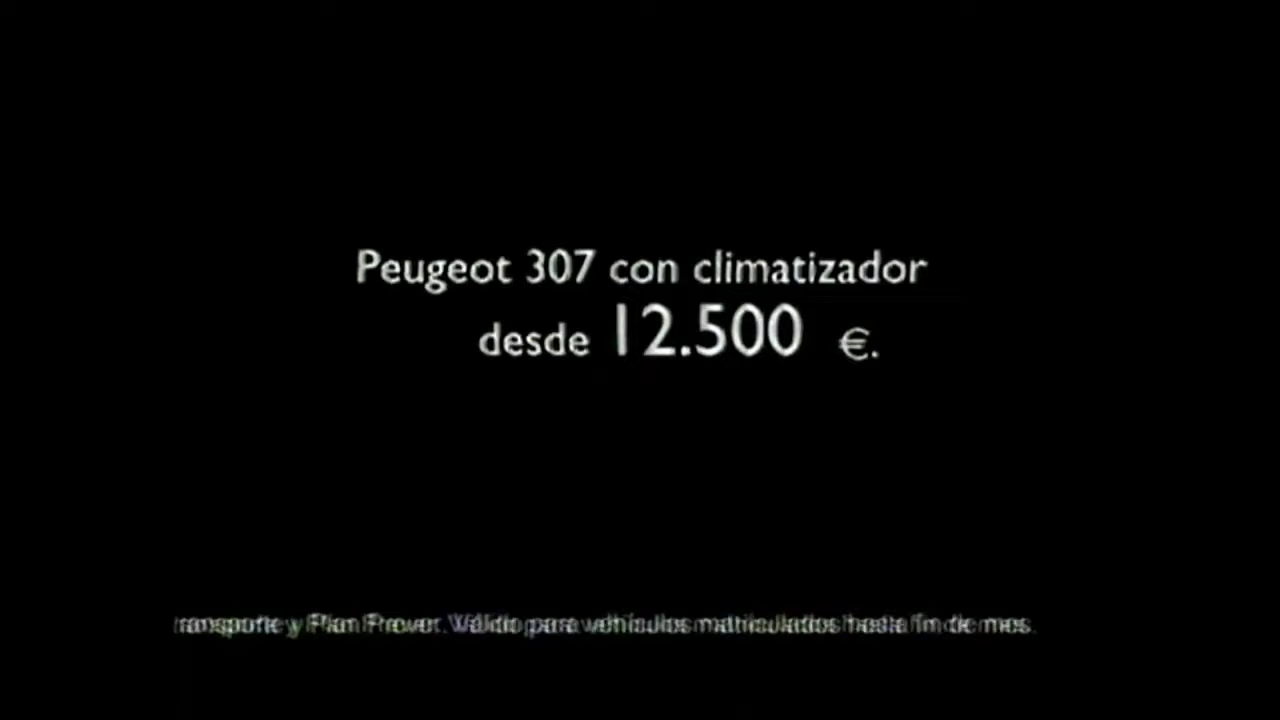 Peugeot 307 con climatizador
desde 12.500 €.
ransporte y Plan Prever. Válido para vehículos matriculados hasta fin de mes.